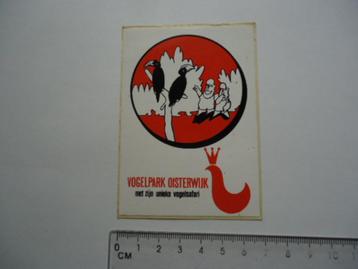 VOGELPARK OISTERWIJK
met zijn unieke vogelsafari
0 1 2 3 4 5 6 7 8 9 10
CM